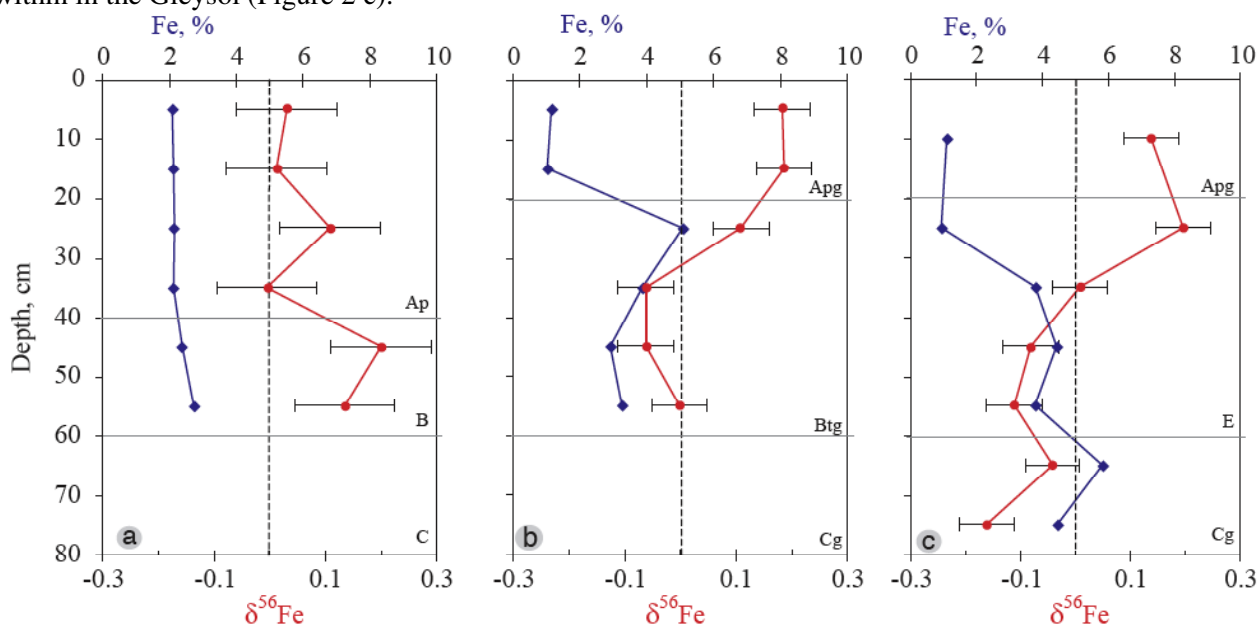 within in the Gleysol (Figure 2 c).
Fe, % Fe, % Fe, %
0 2 4 6 8 10 0 2 4 6 8 10 0 2 4 6 8 10
0
10
20 Apg Apg
30
Depth, cm
40 Ap
50
60 B Btg E
70
80 a C b Cg c Cg
-0.3 -0.1 0.1 0.3 -0.3 -0.1 0.1 0.3 -0.3 -0.1 0.1 0.3
δ⁵⁶Fe δ⁵⁶Fe δ⁵⁶Fe